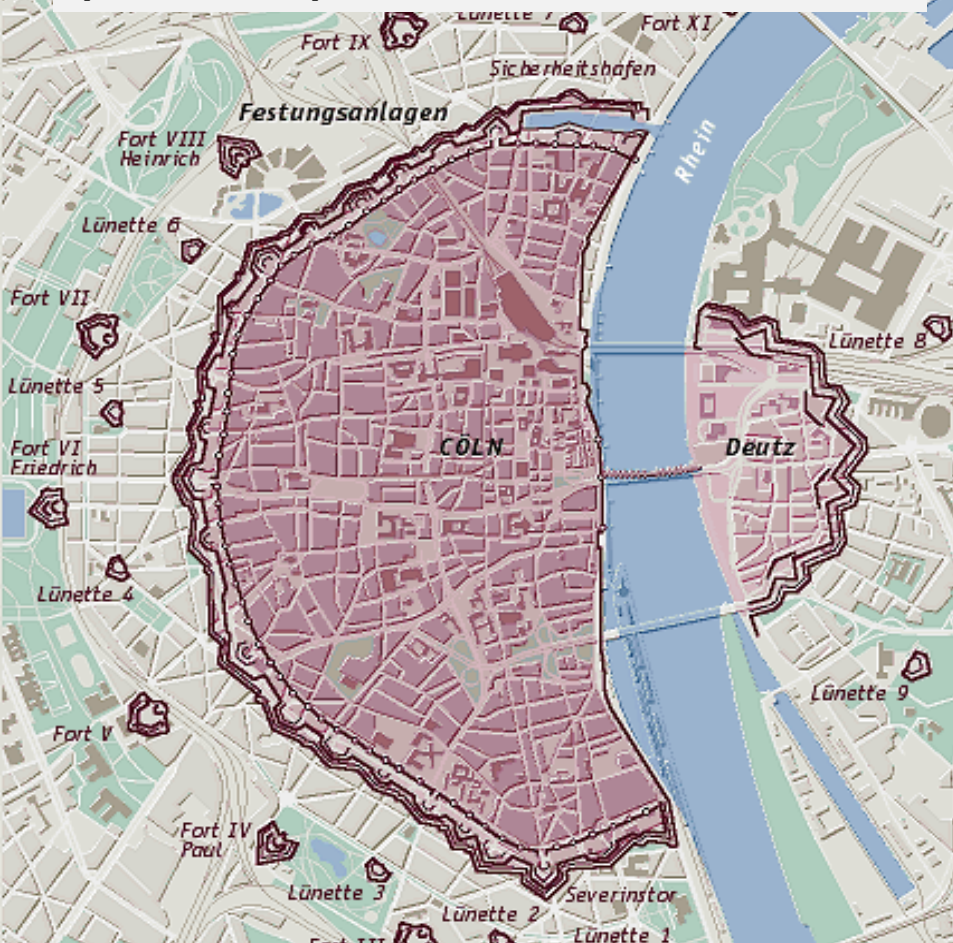 Lünette 7
Fort XI
Fort IX
Sicherheitshafen
Festungsanlagen
Fort VIII
Heinrich
Rhein
Lünette 6
Fort VII
Lünette 8
Lünette 5
Fort VI
Friedrich
CÖLN
Deutz
Lünette 4
Lünette 9
Fort V
Fort IV
Paul
Lünette 3
Severinstor
Lünette 2
Lünette 1
Fort III